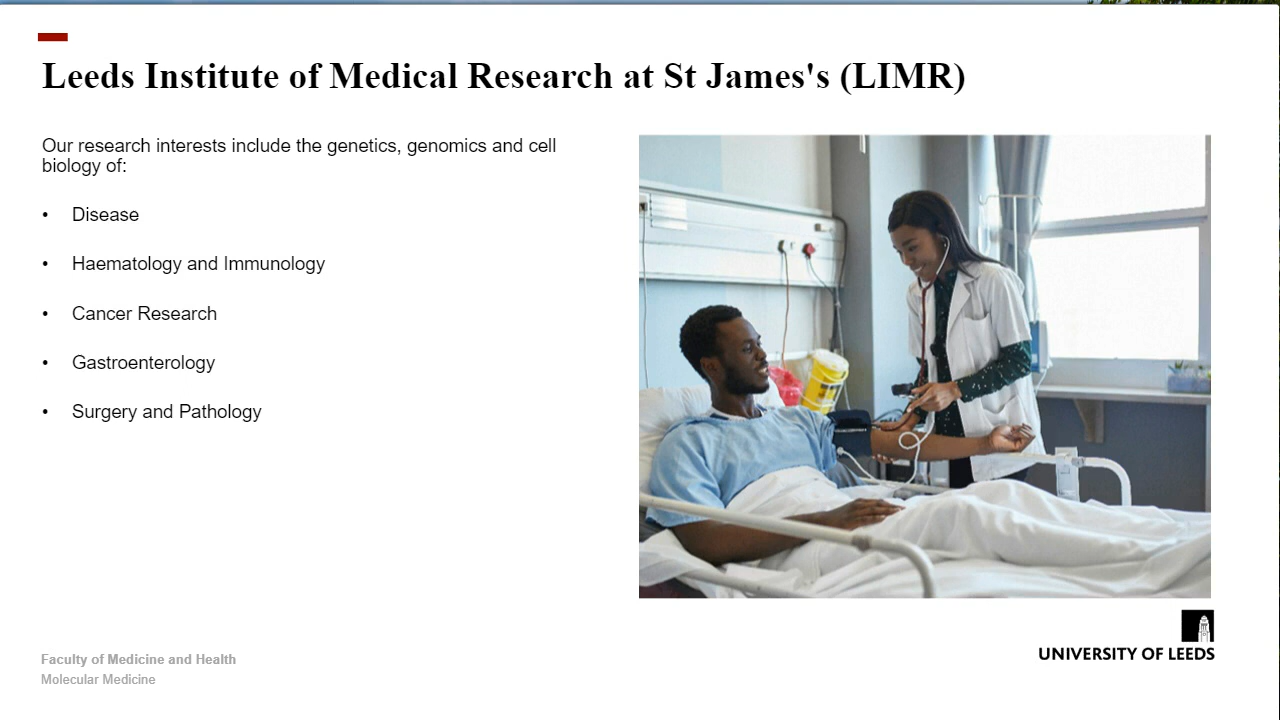 Leeds Institute of Medical Research at St James's (LIMR)
Our research interests include the genetics, genomics and cell
biology of:
• Disease
• Haematology and Immunology
• Cancer Research
• Gastroenterology
• Surgery and Pathology
UNIVERSITY OF LEEDS
Faculty of Medicine and Health
Molecular Medicine